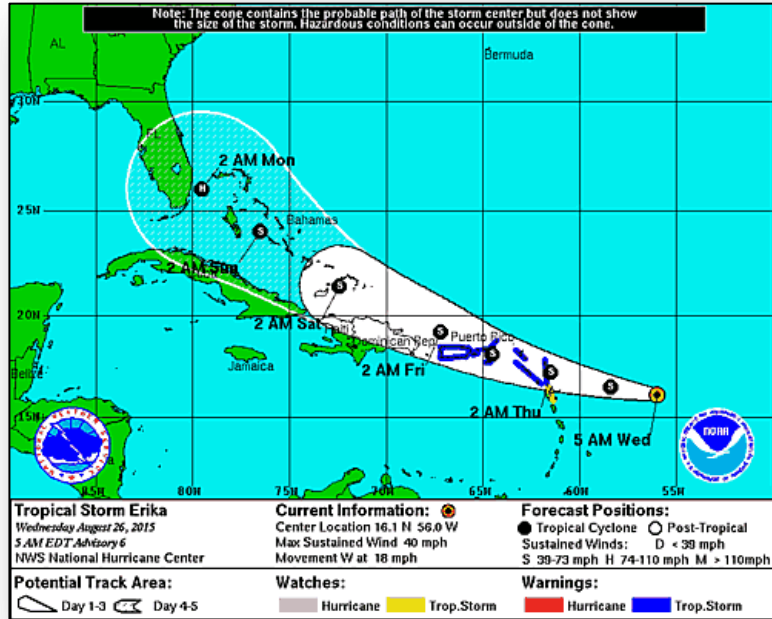 Note: The cone contains the probable path of the storm center but does not show
the size of the storm. Hazardous conditions can occur outside of the cone.
AL
GA
Bermuda
30N
FL
2 AM Mon
25N
Bahamas
2 AM Sun
20N
2 AM Sat
Haiti
Dominican Rep
Puerto Rico
Jamaica
2 AM Fri
Belize
2 AM Thu
15N
5 AM Wed
NOAA
85W 80W 75W 70W 65W 60W 55W
H
S
S
S
S
S
S
Tropical Storm Erika
Wednesday August 26, 2015
5 AM EDT Advisory 6
NWS National Hurricane Center
Current Information:
Center Location 16.1 N 56.0 W
Max Sustained Wind 40 mph
Movement W at 18 mph
Forecast Positions:
Tropical Cyclone Post-Tropical
Sustained Winds: D < 39 mph
S 39-73 mph H 74-110 mph M > 110mph
Potential Track Area:
Day 1-3 Day 4-5
Watches:
Hurricane Trop.Storm
Warnings:
Hurricane Trop.Storm